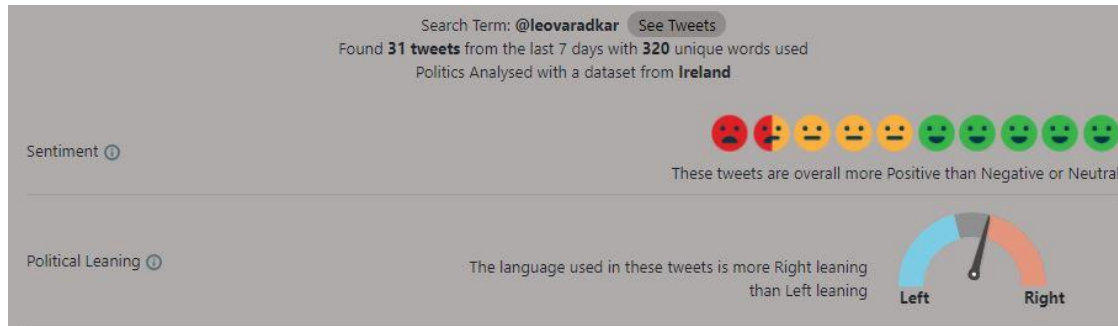 Search Term: @leovaradkar See Tweets
Found 31 tweets from the last 7 days with 320 unique words used
Politics Analysed with a dataset from Ireland
Sentiment
These tweets are overall more Positive than Negative or Neutral
Political Leaning
The language used in these tweets is more Right leaning
than Left leaning
Left Right